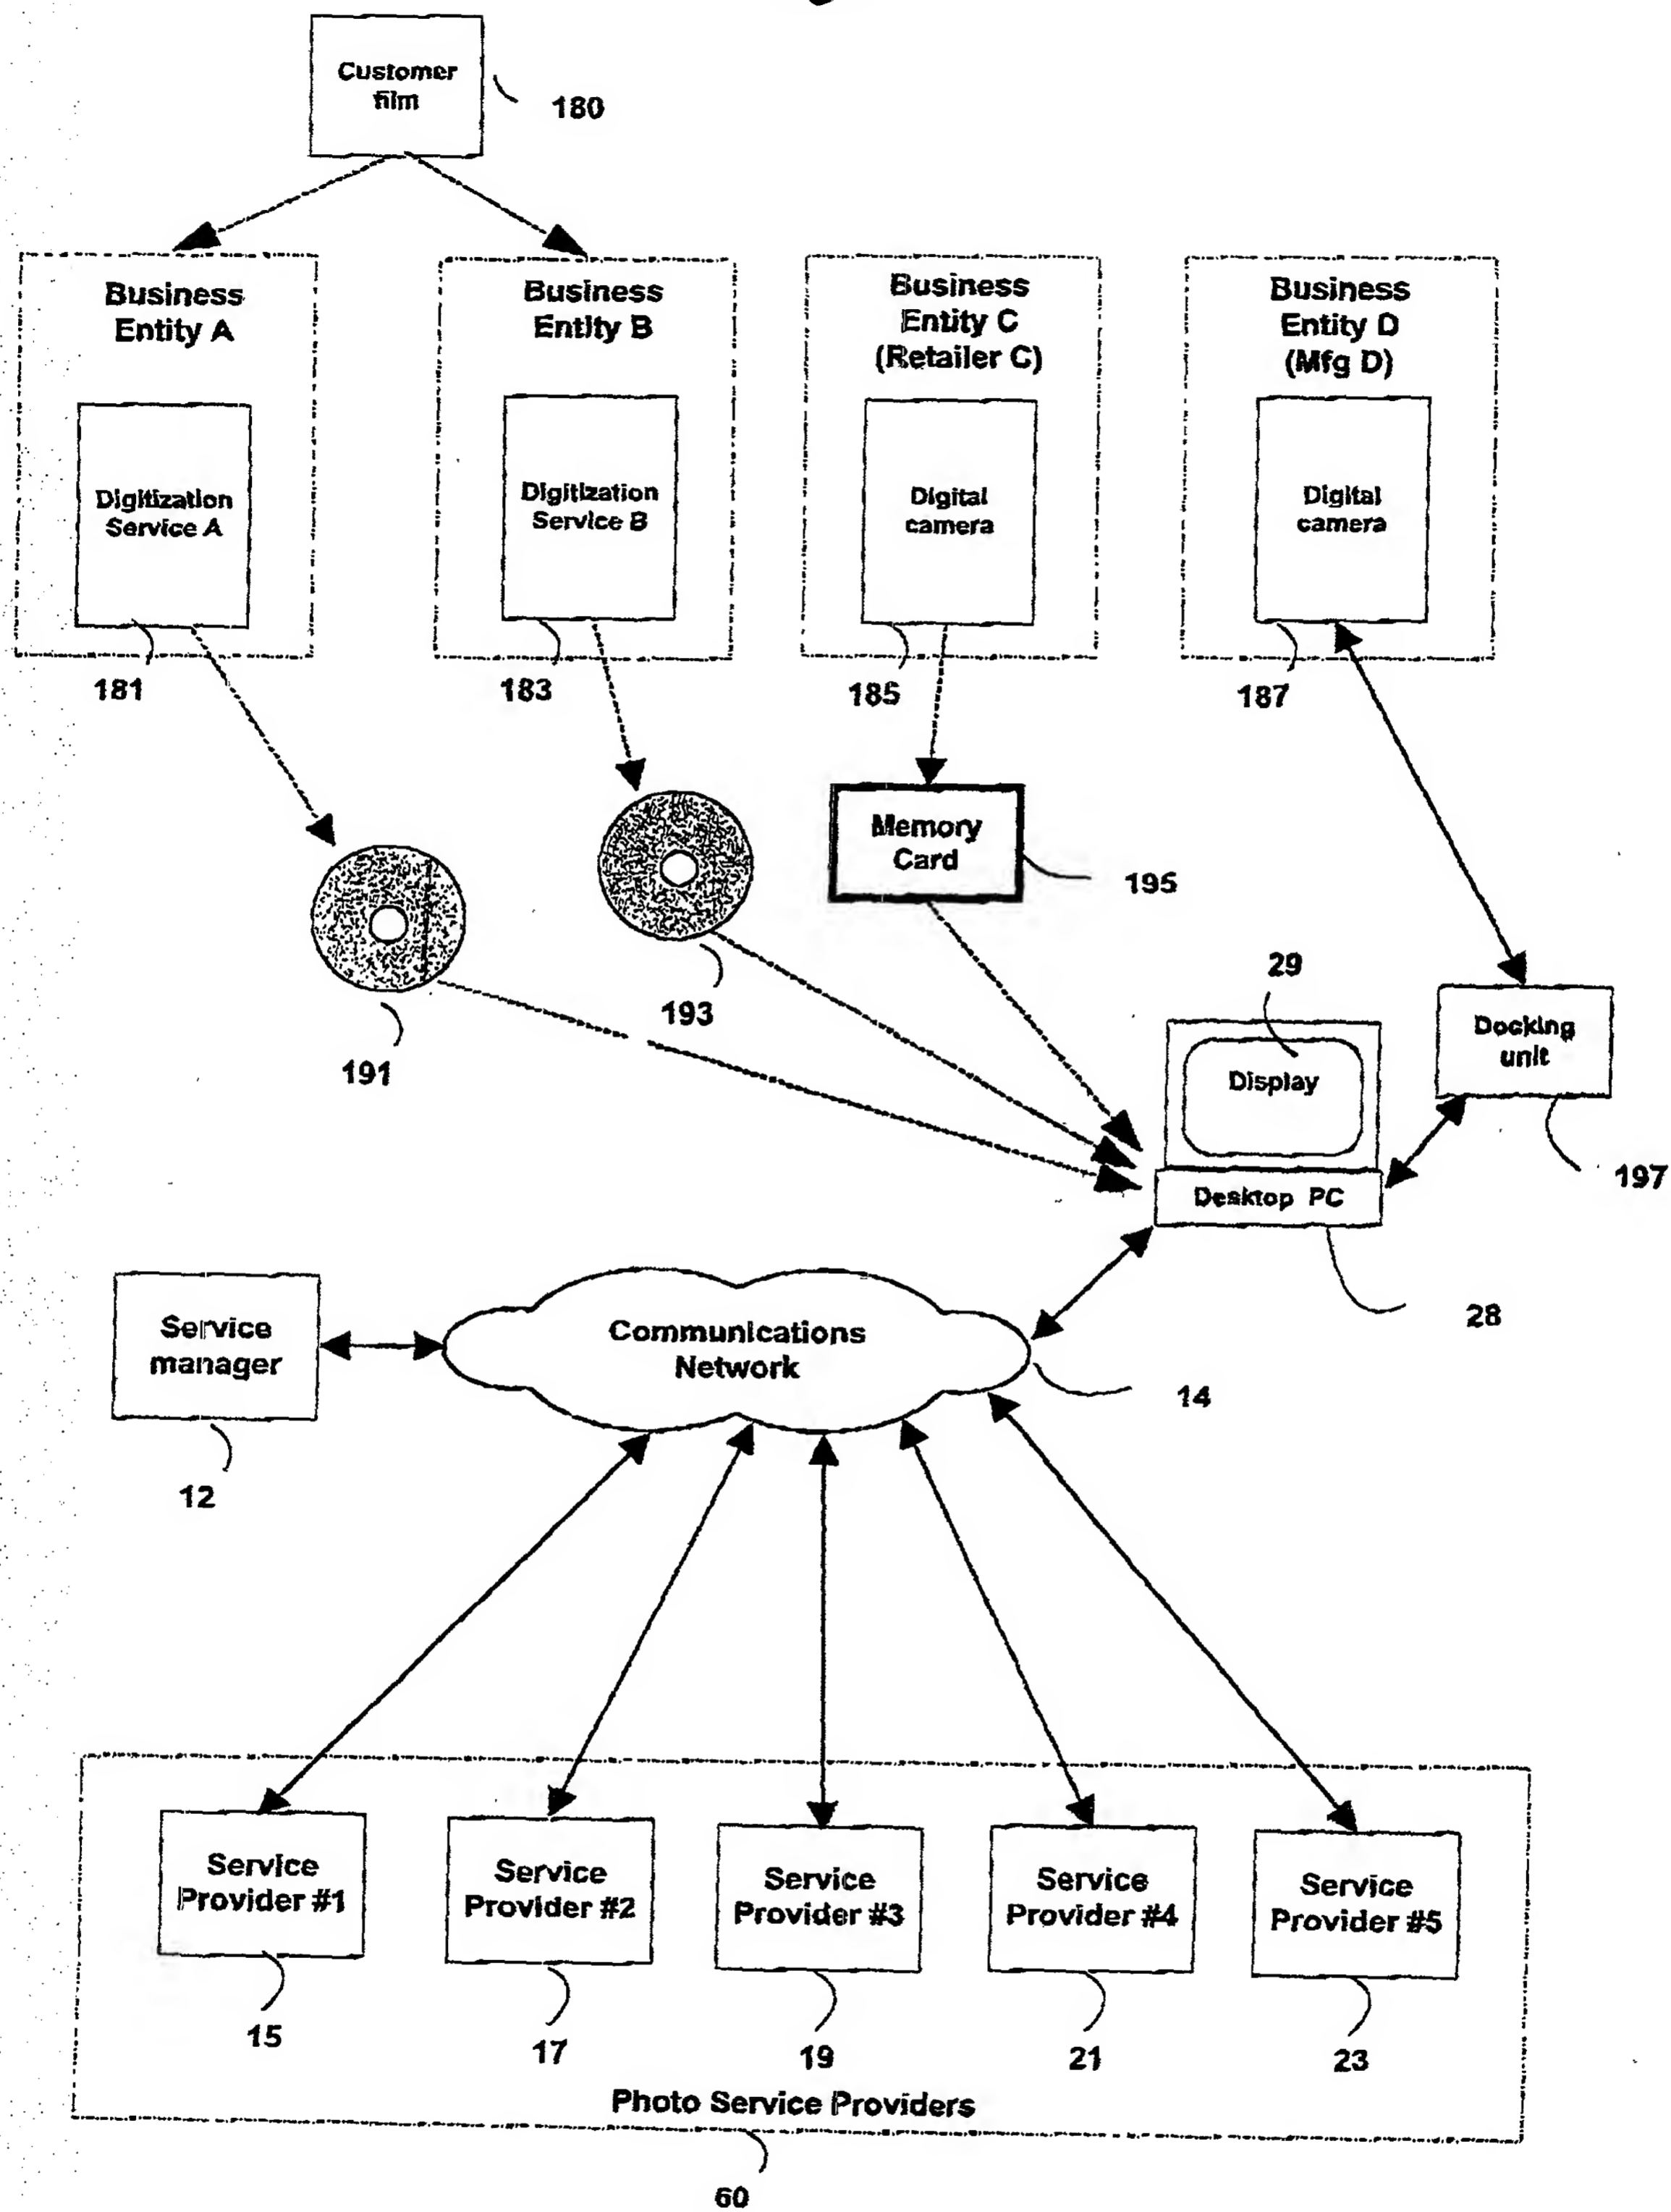 Customer
film
180
Business
Entity A
Business
Entity B
Business
Entity C
(Retailer C)
Business
Entity D
(Mfg D)
Digitization
Service A
Digitization
Service B
Digital
camera
Digital
camera
181
183
185
187
Memory
Card
195
191
193
29
Display
Docking
unit
197
Desktop PC
28
Service
manager
12
Communications
Network
14
Service
Provider #1
Service
Provider #2
Service
Provider #3
Service
Provider #4
Service
Provider #5
15
17
19
21
23
Photo Service Providers
60